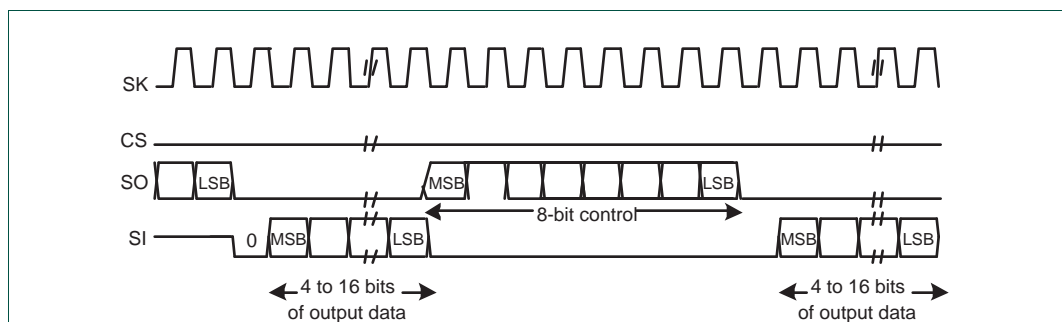 SK
CS
SO
LSB
MSB
LSB
8-bit control
SI
0
MSB
LSB
MSB
LSB
4 to 16 bits
of output data
4 to 16 bits
of output data